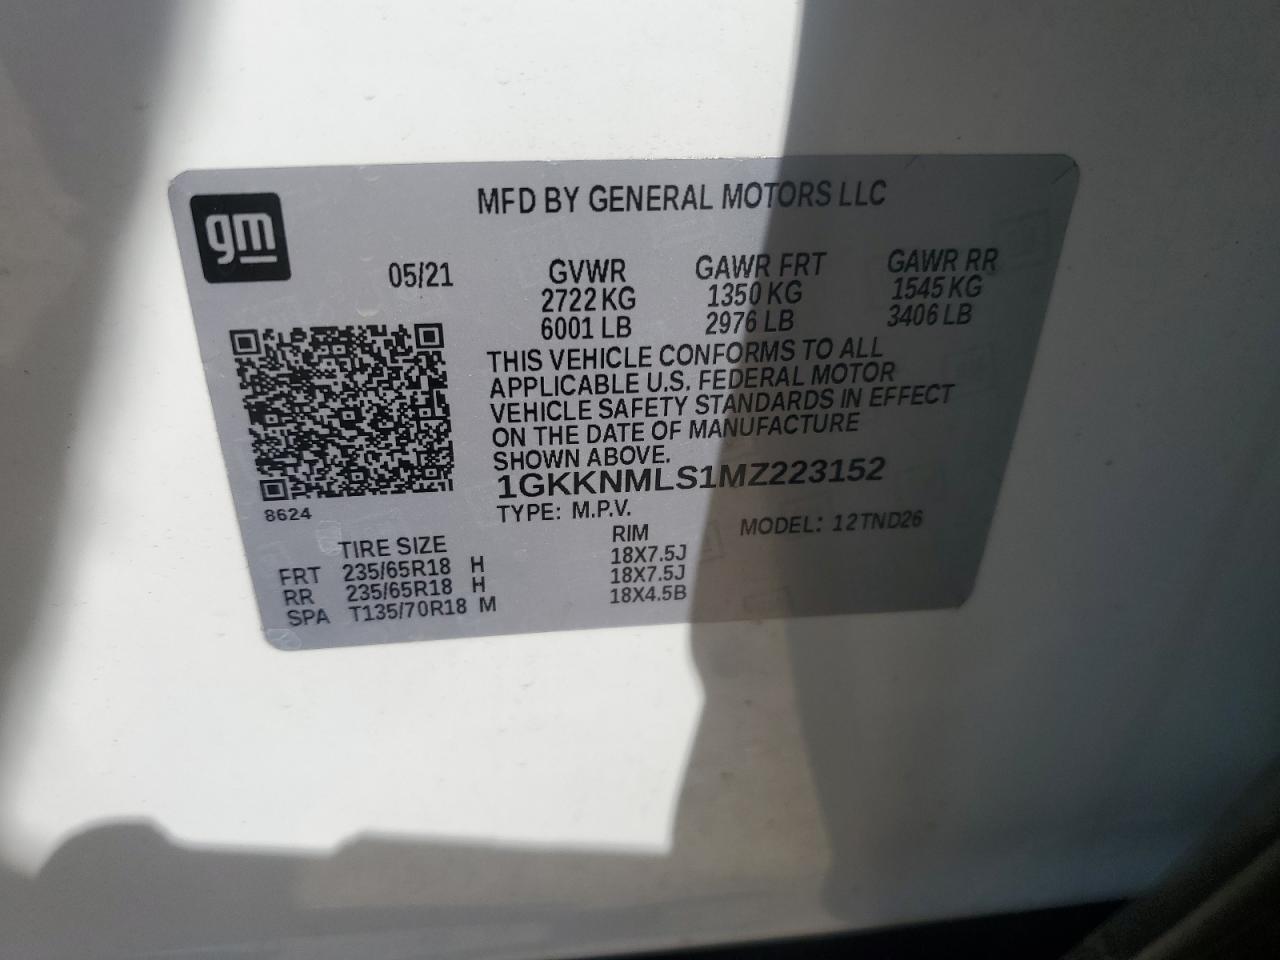 gm
MFD BY GENERAL MOTORS LLC
05/21
GVWR GAWR FRT GAWR RR
2722 KG 1350 KG 1545 KG
6001 LB 2976 LB 3406 LB
THIS VEHICLE CONFORMS TO ALL
APPLICABLE U.S. FEDERAL MOTOR
VEHICLE SAFETY STANDARDS IN EFFECT
ON THE DATE OF MANUFACTURE
SHOWN ABOVE.
1GKKNMLS1MZ223152
8624
TYPE: M.P.V. MODEL: 12TND26
TIRE SIZE RIM
FRT 235/65R18 H 18X7.5J
RR 235/65R18 H 18X7.5J
SPA T135/70R18 M 18X4.5B